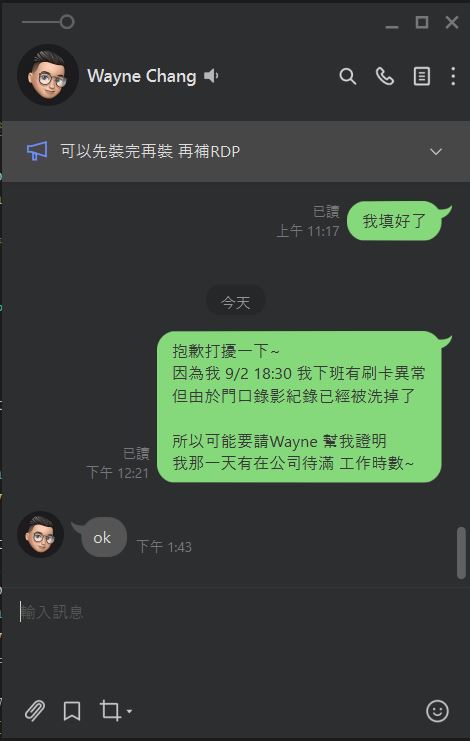 Wayne Chang
可以先裝完再裝 再補RDP
已讀
上午 11:17
我填好了
今天
抱歉打擾一下~
因為我 9/2 18:30 我下班有刷卡異常
但由於門口錄影紀錄已經被洗掉了
所以可能要請Wayne 幫我證明
我那一天有在公司待滿 工作時數~
已讀
下午 12:21
ok
下午 1:43
輸入訊息